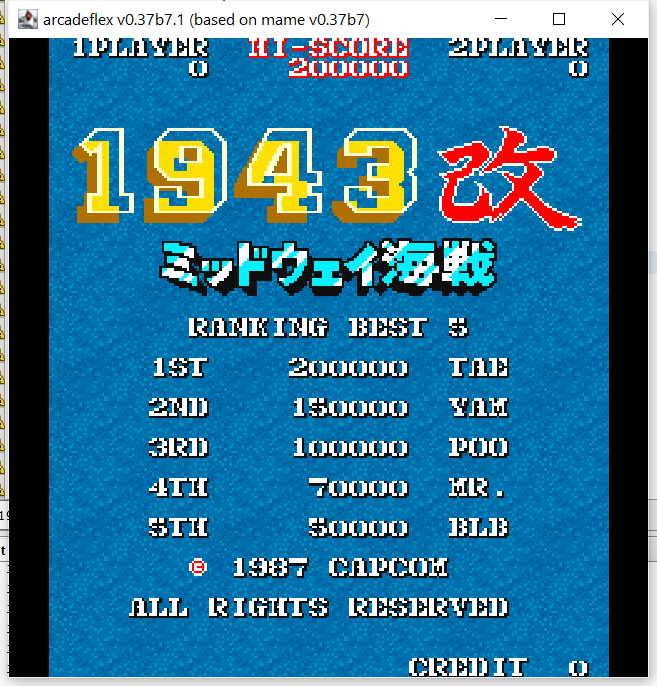 arcadeflex v0.37b7.1 (based on mame v0.37b7)
1PLAYER HI-SCORE 2PLAYER
0 200000 0
1943改
ミッドウェイ海戦
RANKING BEST 5
1ST 200000 TAE
2ND 150000 YAM
3RD 100000 POO
4TH 70000 MR.
5TH 50000 BLB
© 1987 CAPCOM
ALL RIGHTS RESERVED
CREDIT 0